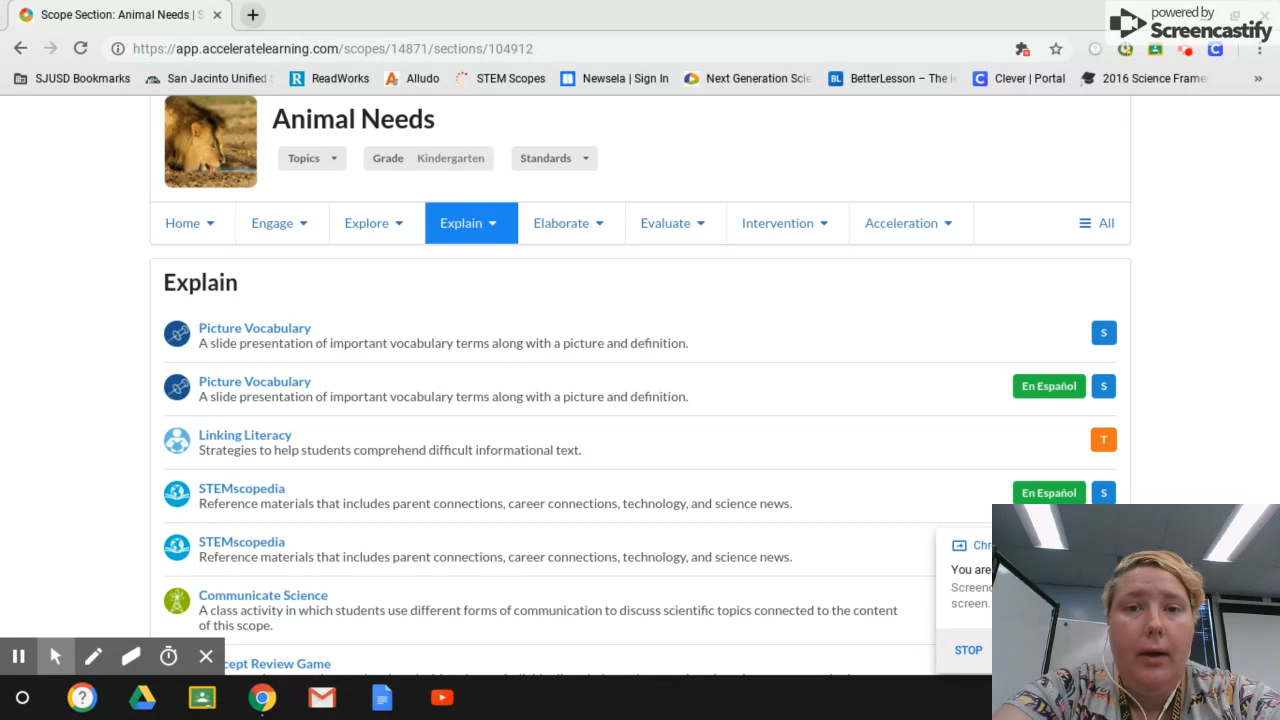 Scope Section: Animal Needs | S
powered by
Screencastify
https://app.acceleratelearning.com/scopes/14871/sections/104912
SJUSD Bookmarks San Jacinto Unified S ReadWorks Alludo STEM Scopes Newsela | Sign In Next Generation Scie BetterLesson – The le Clever | Portal 2016 Science Frame »
Animal Needs
Topics Grade Kindergarten Standards
Home Engage Explore Explain Elaborate Evaluate Intervention Acceleration All
Explain
Picture Vocabulary
A slide presentation of important vocabulary terms along with a picture and definition. S
Picture Vocabulary
A slide presentation of important vocabulary terms along with a picture and definition. En Español S
Linking Literacy
Strategies to help students comprehend difficult informational text. T
STEMscopedia
Reference materials that includes parent connections, career connections, technology, and science news. En Español S
STEMscopedia
Reference materials that includes parent connections, career connections, technology, and science news.
Communicate Science
A class activity in which students use different forms of communication to discuss scientific topics connected to the content
of this scope.
cept Review Game
Chr
You are
Screenc
screen.
STOP